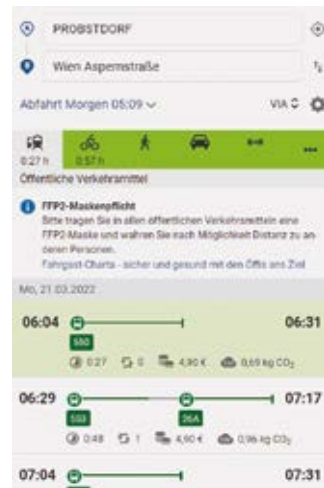 PROBSTDORF
Wien Aspernstraße
Abfahrt Morgen 05:09
VIA
0:27 h 0:57 h
Öffentliche Verkehrsmittel
FFP2-Maskenpflicht
Bitte tragen Sie in allen öffentlichen Verkehrsmitteln eine
FFP2-Maske und wahren Sie nach Möglichkeit Distanz zu an-
deren Personen.
Fahrgast-Charta - sicher und gesund mit den Öffis ans Ziel
Mo, 21.03.2022
06:04 06:31
550
0:27 0 4,90 € 0,69 kg CO₂
06:29 07:17
550 26A
0:48 1 4,90 € 0,96 kg CO₂
07:04 07:31